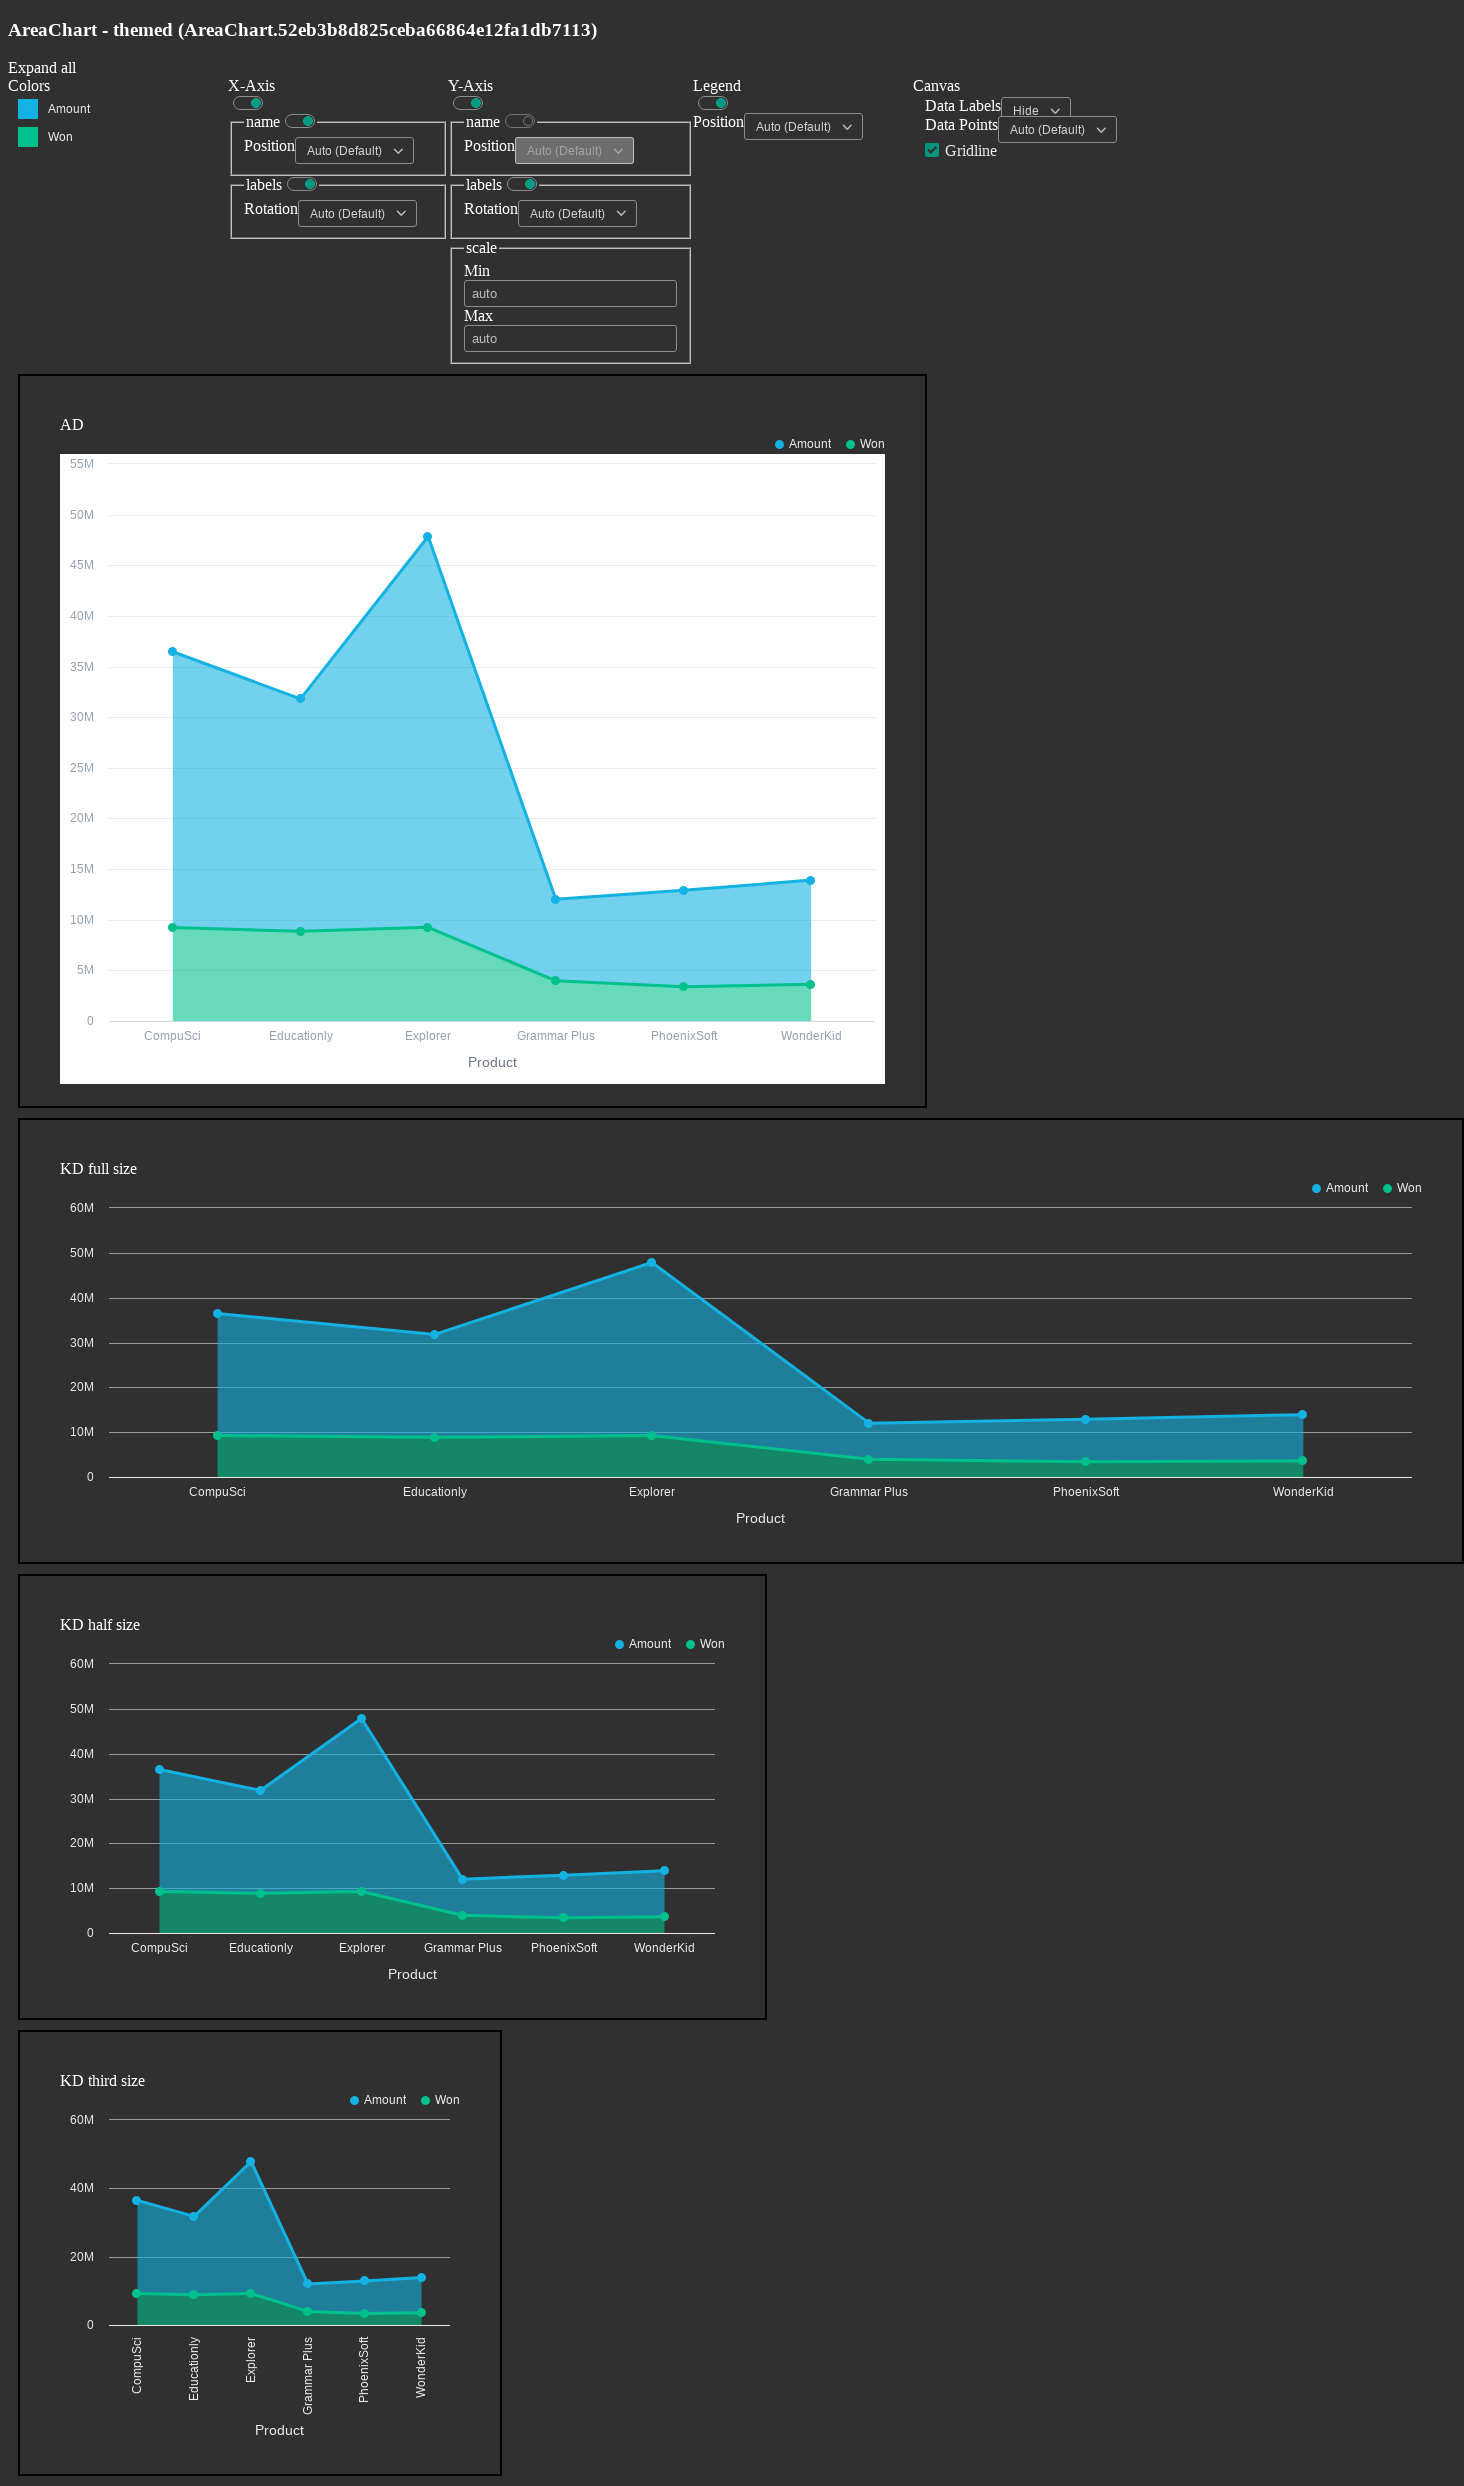 AreaChart - themed (AreaChart.52eb3b8d825ceba66864e12fa1db7113)
Expand all
Colors
Amount
Won
X-Axis
name
Position Auto (Default)
labels
Rotation Auto (Default)
Y-Axis
name
Position Auto (Default)
labels
Rotation Auto (Default)
scale
Min
auto
Max
auto
Legend
Position Auto (Default)
Canvas
Data Labels Hide
Data Points Auto (Default)
Gridline
AD
Amount Won
55M
50M
45M
40M
35M
30M
25M
20M
15M
10M
5M
0
CompuSci Educationly Explorer Grammar Plus PhoenixSoft WonderKid
Product
KD full size
Amount Won
60M
50M
40M
30M
20M
10M
0
CompuSci Educationly Explorer Grammar Plus PhoenixSoft WonderKid
Product
KD half size
Amount Won
60M
50M
40M
30M
20M
10M
0
CompuSci Educationly Explorer Grammar Plus PhoenixSoft WonderKid
Product
KD third size
Amount Won
60M
40M
20M
0
CompuSci
Educationly
Explorer
Grammar Plus
PhoenixSoft
WonderKid
Product